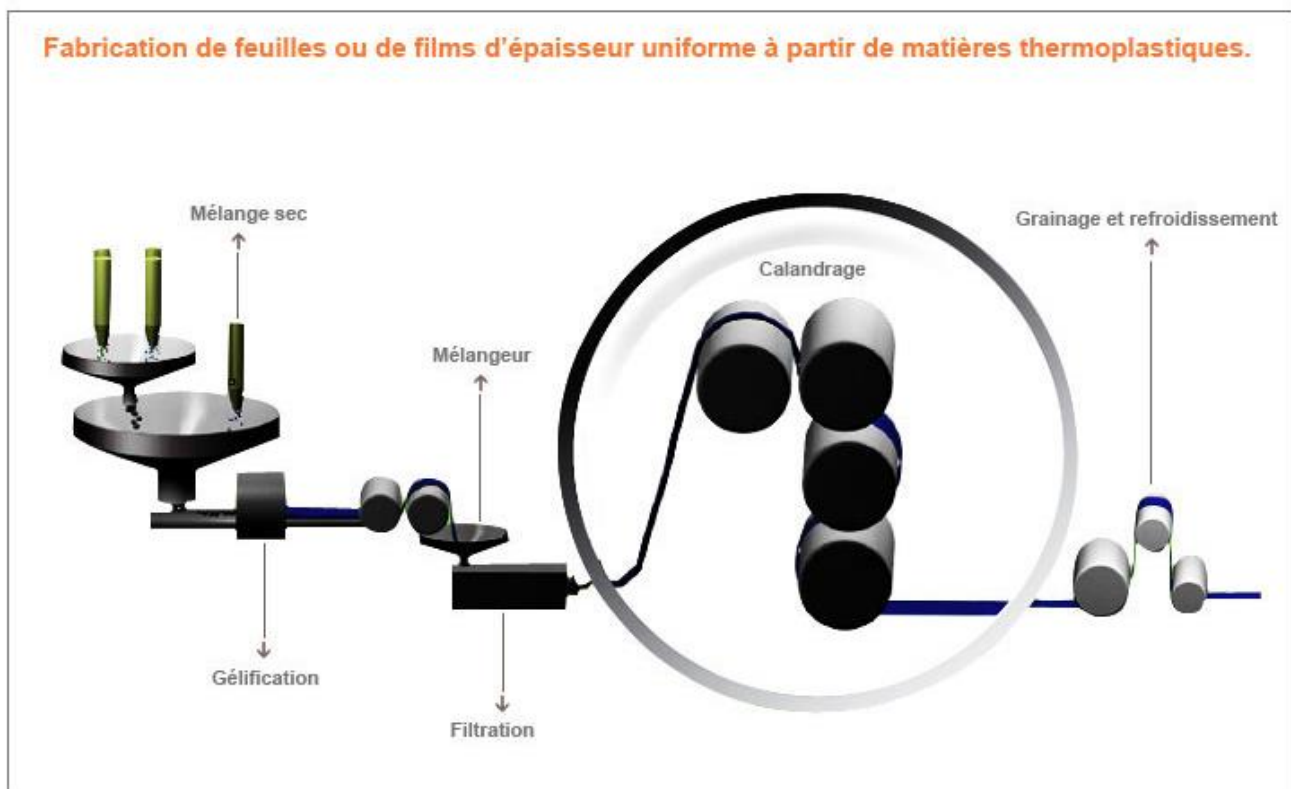 Fabrication de feuilles ou de films d'épaisseur uniforme à partir de matières thermoplastiques.
Mélange sec
Grainage et refroidissement
Calandrage
Mélangeur
Gélification
Filtration